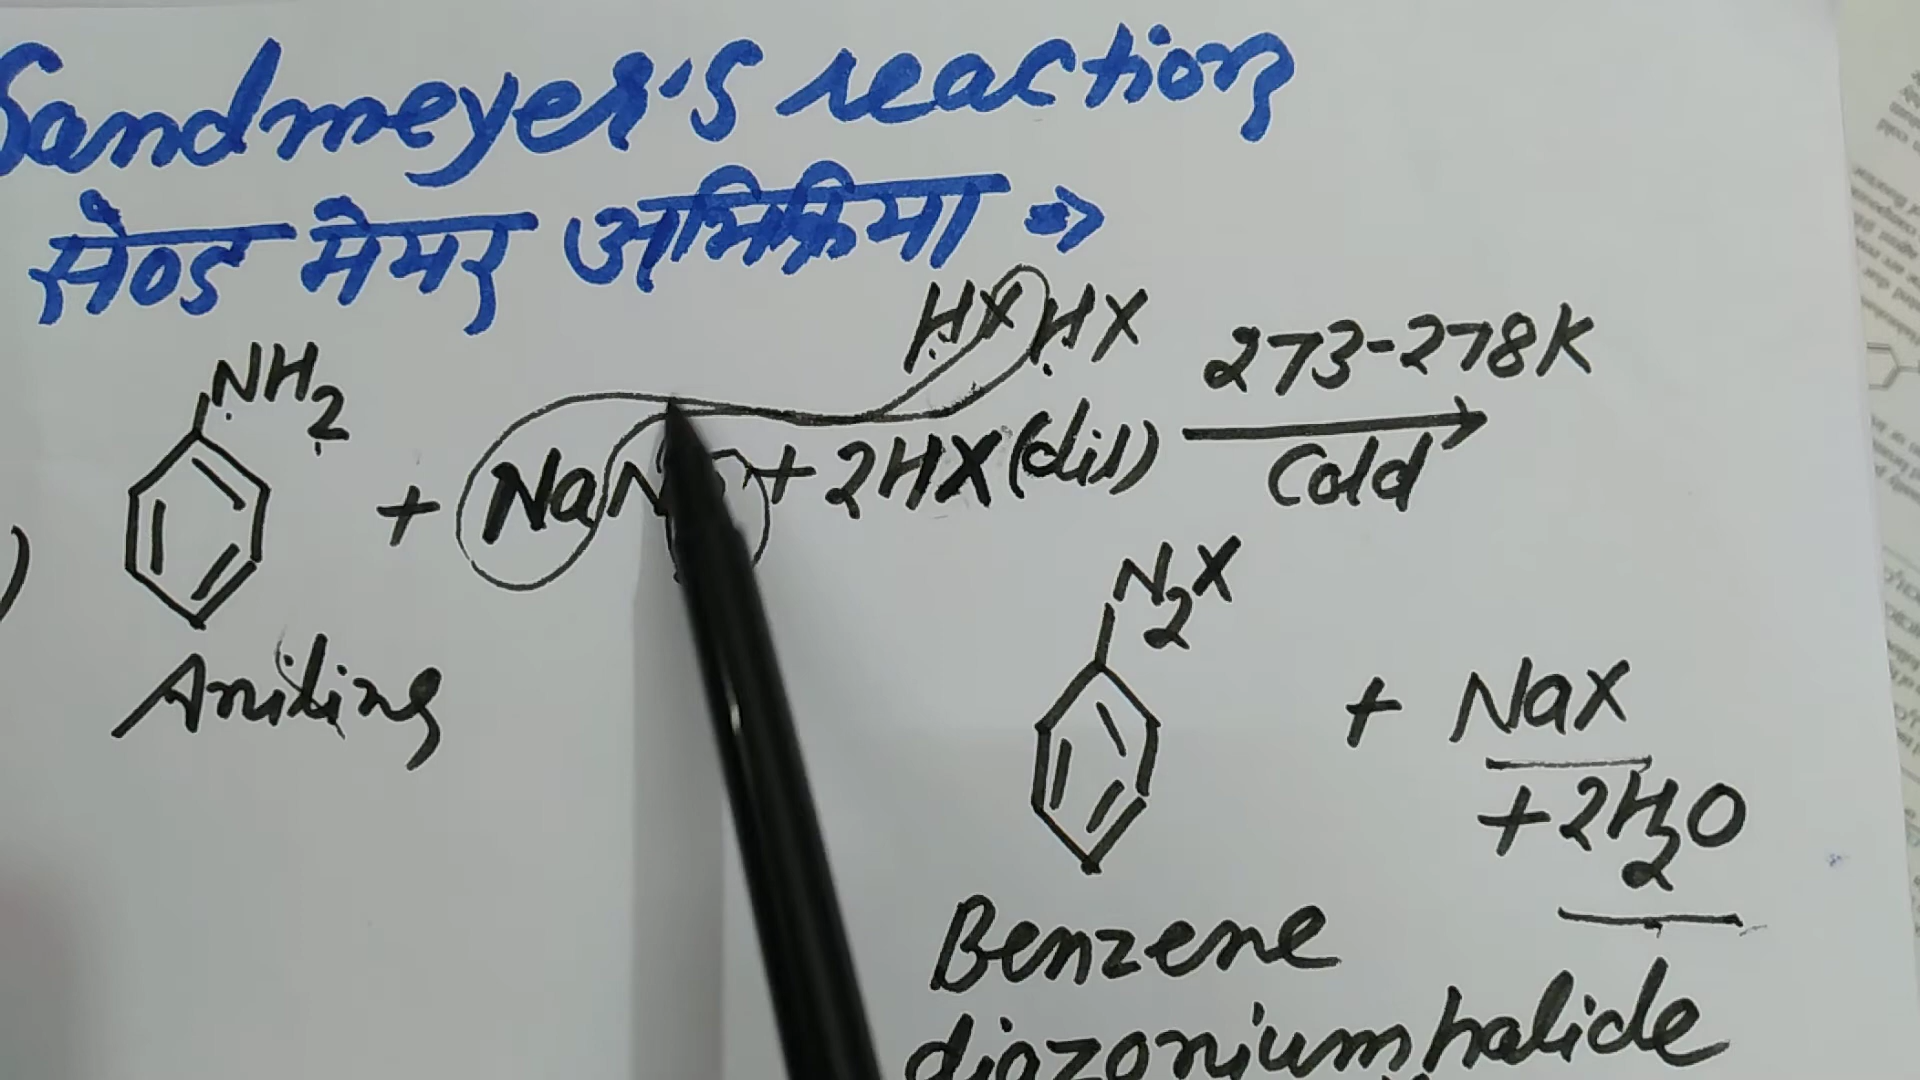 Sandmeyer's reaction
सेण्ड मेयर अभिक्रिया ⇒
HX HX
NH2 + Na + 2HX (dil) 273-278K
Cold
Aniline
N2X + NaX
+ 2H2O
Benzene
diazonium halide